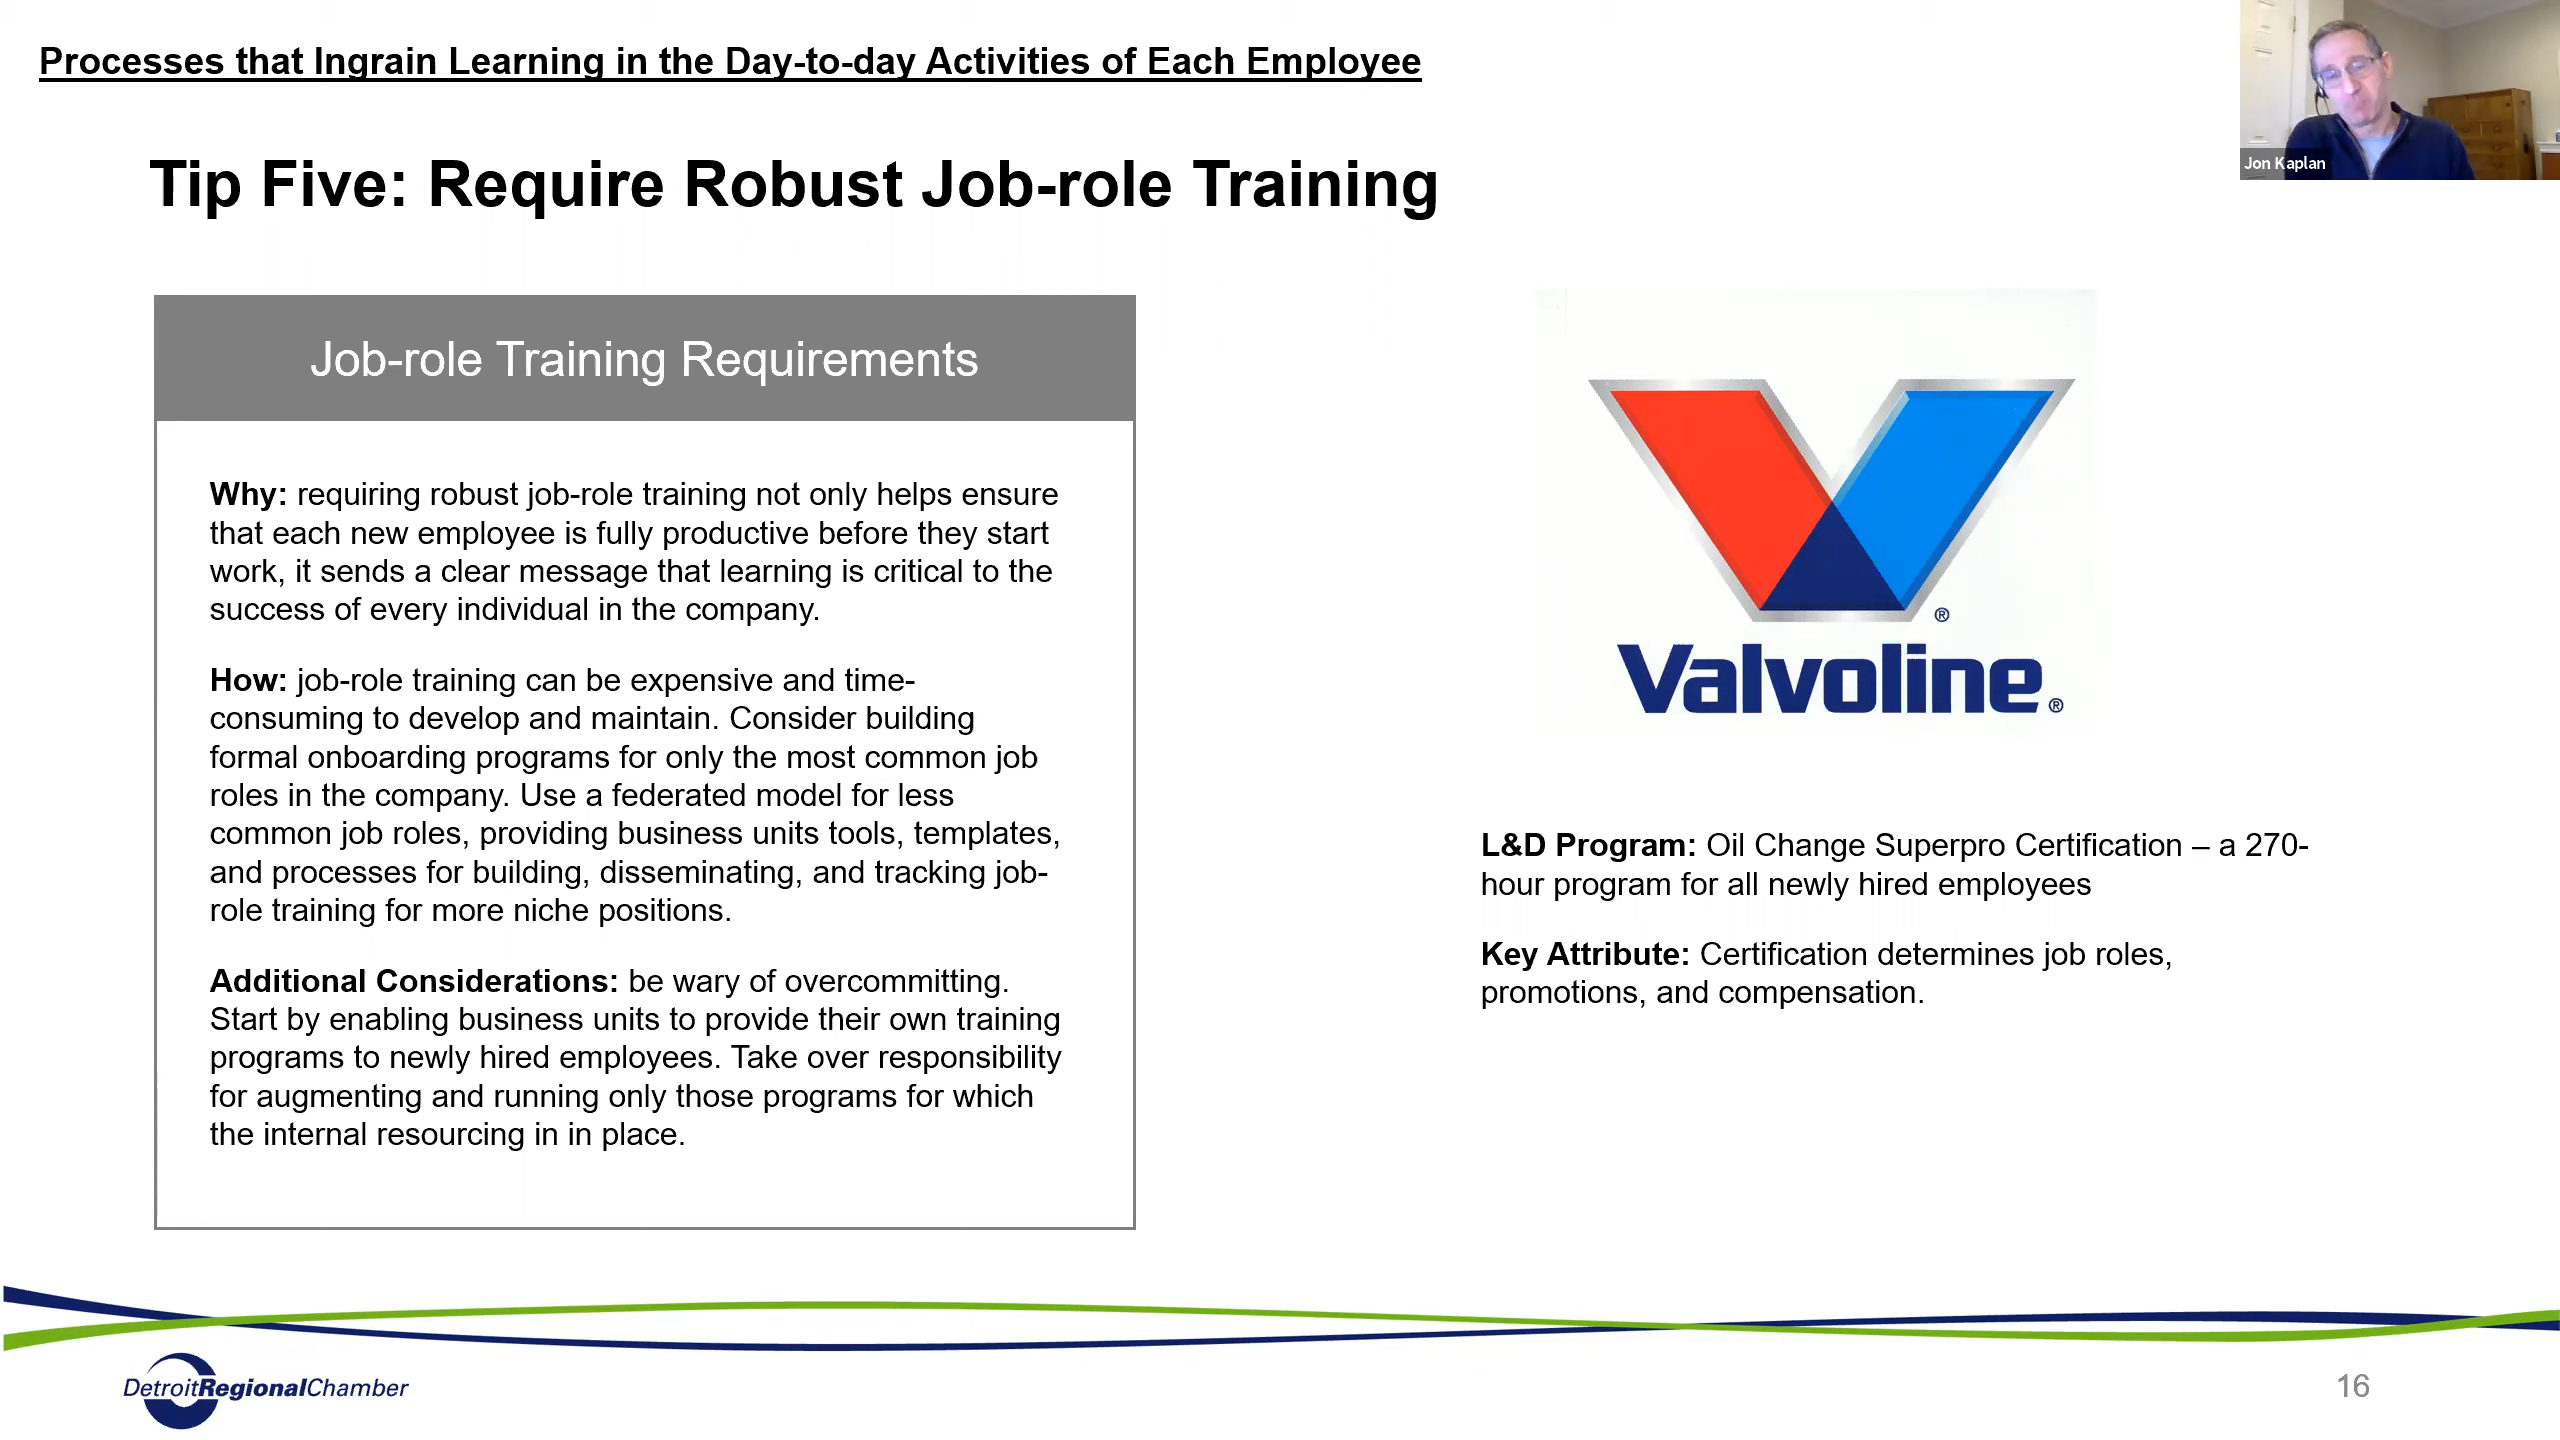 Processes that Ingrain Learning in the Day-to-day Activities of Each Employee
Jon Kaplan
Tip Five: Require Robust Job-role Training
Job-role Training Requirements
Why: requiring robust job-role training not only helps ensure
that each new employee is fully productive before they start
work, it sends a clear message that learning is critical to the
success of every individual in the company.
How: job-role training can be expensive and time-
consuming to develop and maintain. Consider building
formal onboarding programs for only the most common job
roles in the company. Use a federated model for less
common job roles, providing business units tools, templates,
and processes for building, disseminating, and tracking job-
role training for more niche positions.
Additional Considerations: be wary of overcommitting.
Start by enabling business units to provide their own training
programs to newly hired employees. Take over responsibility
for augmenting and running only those programs for which
the internal resourcing in in place.
®
Valvoline®
L&D Program: Oil Change Superpro Certification – a 270-
hour program for all newly hired employees
Key Attribute: Certification determines job roles,
promotions, and compensation.
DetroitRegionalChamber
16